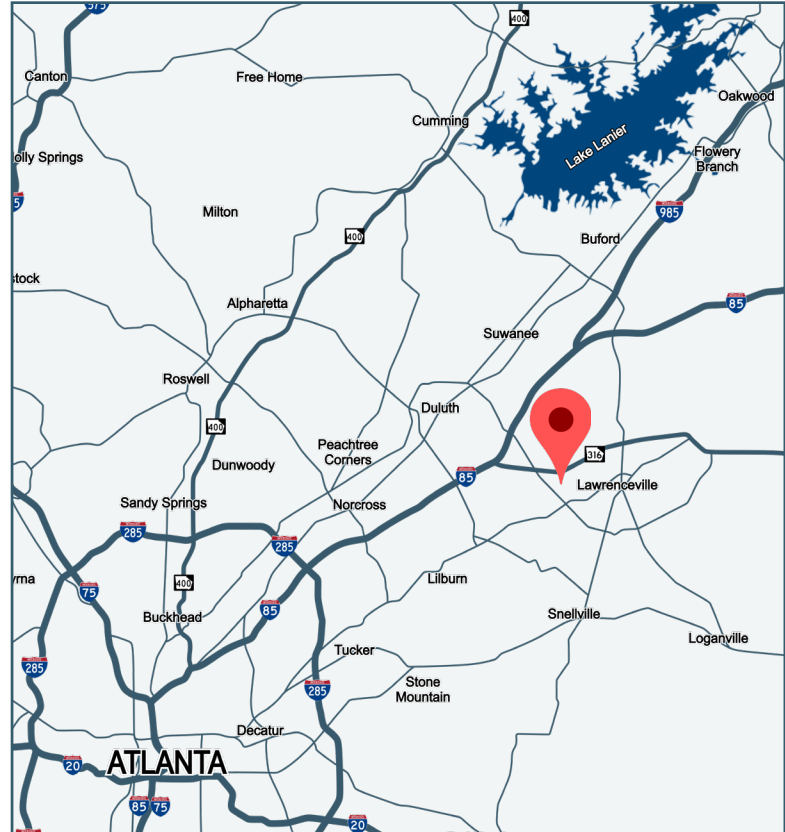 575
400
Canton
Free Home
Oakwood
Cumming
Lake Lanier
olly Springs
Flowery
Branch
5
Milton
985
400
Buford
stock
Alpharetta
85
Suwanee
Roswell
Duluth
400
Peachtree
Corners
316
Dunwoody
85
Lawrenceville
Sandy Springs
Norcross
285
285
yrna
Lilburn
400
75
85
Buckhead
Snellville
Loganville
Tucker
285
Stone
Mountain
285
Decatur
ATLANTA
20
85
75
20